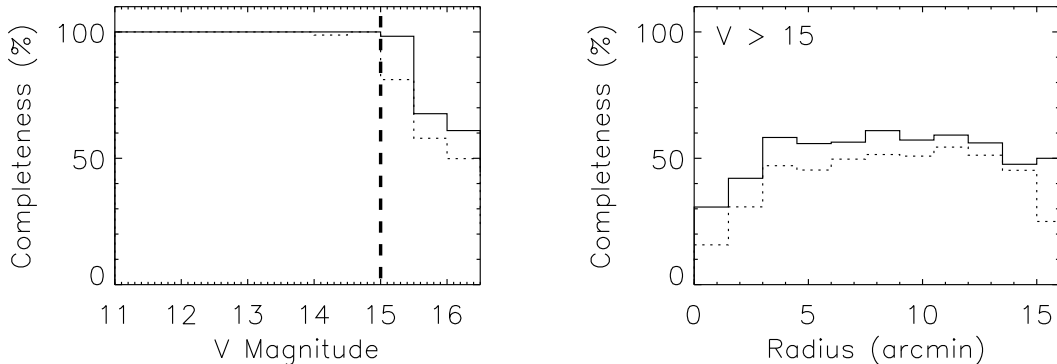 Completeness (%)
100
50
0
11 12 13 14 15 16
V Magnitude
Completeness (%)
100
50
0
V > 15
0 5 10 15
Radius (arcmin)